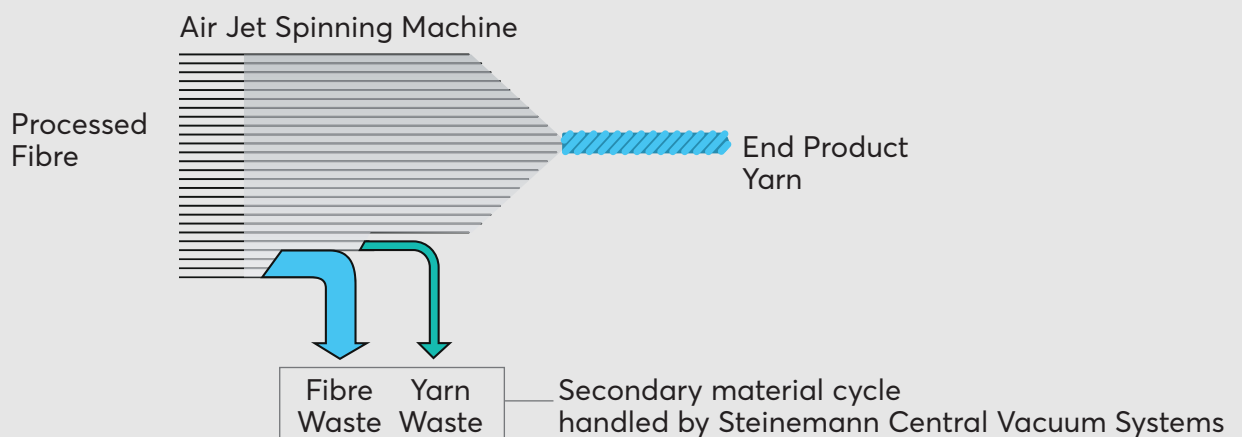 Air Jet Spinning Machine
Processed
Fibre
End Product
Yarn
Fibre
Waste
Yarn
Waste
Secondary material cycle
handled by Steinemann Central Vacuum Systems